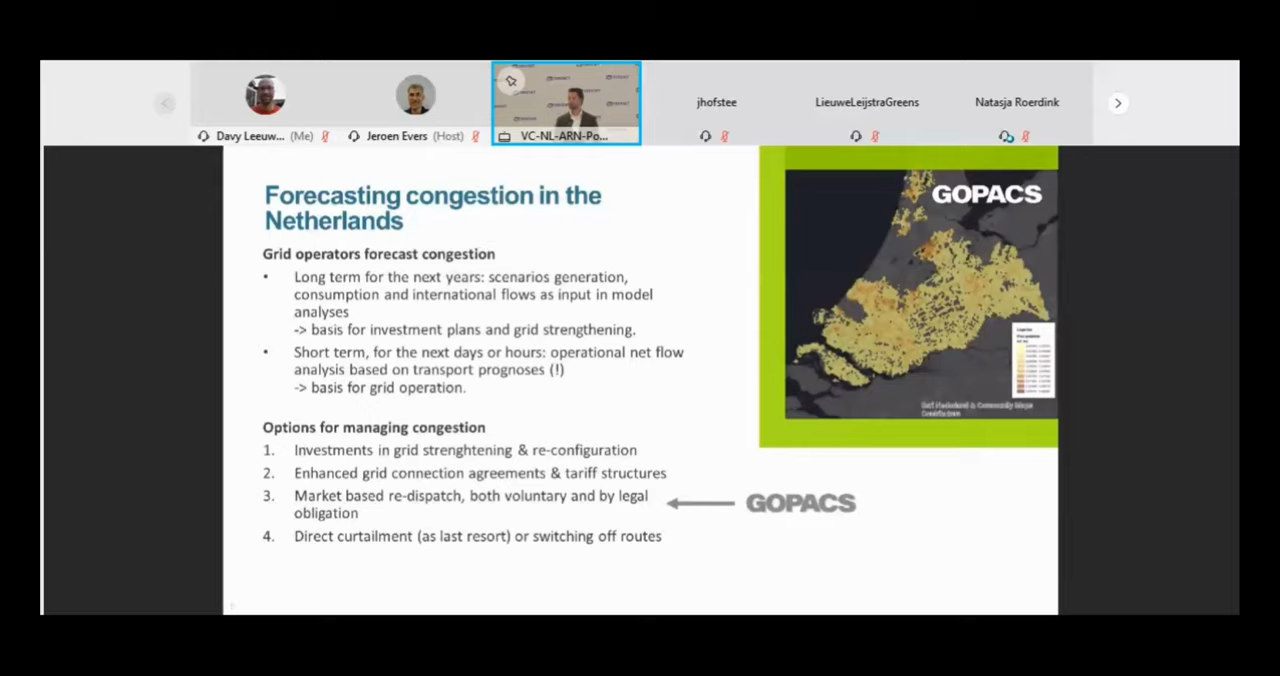 Davy Leeuw... (Me)
Jeroen Evers (Host)
VC-NL-ARN-Po...
jhofstee
LieuweLeijstraGreens
Natasja Roerdink
Forecasting congestion in the
Netherlands
Grid operators forecast congestion
• Long term for the next years: scenarios generation,
consumption and international flows as input in model
analyses
-> basis for investment plans and grid strengthening.
• Short term, for the next days or hours: operational net flow
analysis based on transport prognoses (!)
-> basis for grid operation.
Options for managing congestion
1. Investments in grid strenghtening & re-configuration
2. Enhanced grid connection agreements & tariff structures
3. Market based re-dispatch, both voluntary and by legal
obligation
4. Direct curtailment (as last resort) or switching off routes
GOPACS
Esri Nederland & Community Maps
Contributors
GOPACS